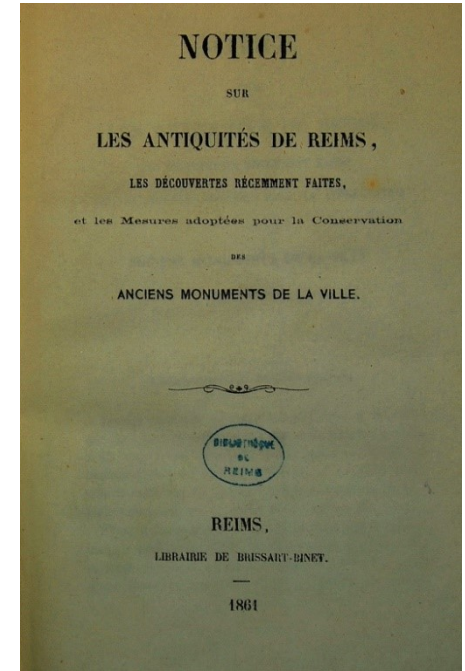 NOTICE
SUR
LES ANTIQUITÉS DE REIMS,
LES DÉCOUVERTES RÉCEMMENT FAITES,
et les Mesures adoptées pour la Conservation
DES
ANCIENS MONUMENTS DE LA VILLE.
BIBLIOTHÈQUE
DE
REIMS
REIMS,
LIBRAIRIE DE BRISSART-BINET.
1861